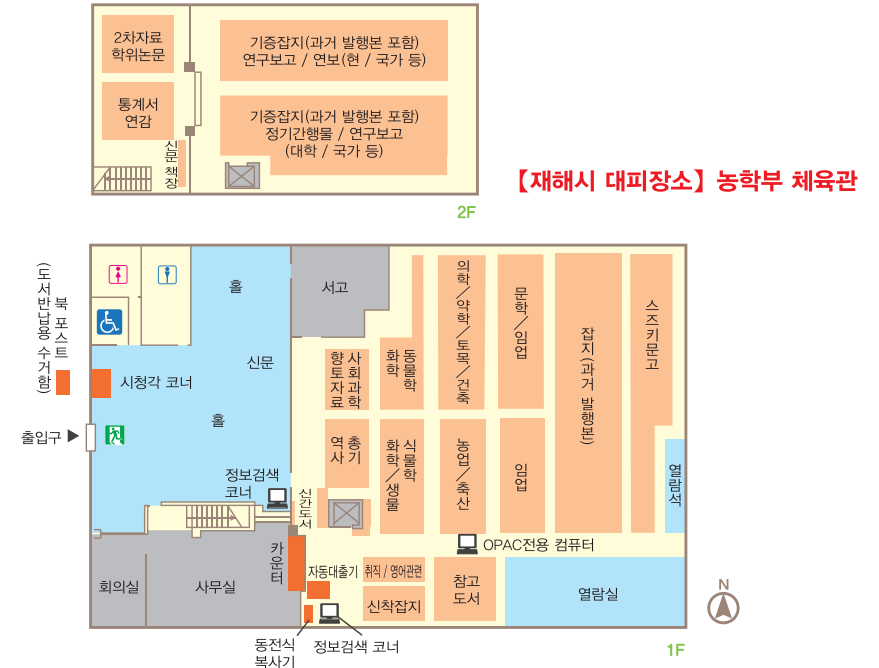 2차자료
학위논문
기증잡지(과거 발행본 포함)
연구보고 / 연보(현 / 국가 등)
통계서
연감
기증잡지(과거 발행본 포함)
정기간행물 / 연구보고
(대학 / 국가 등)
신문 책장
【재해시 대피장소】 농학부 체육관
2F
북 포스트
(도서반납용 수거함)
홀
서고
신문
시청각 코너
홀
출입구
정보검색
코너
향토자료
사회과학
화학
동물학
의학/약학/토목/건축
문학/임업
잡지(과거 발행본)
스즈키문고
역사
총기
화학/생물
식물학
농업/축산
임업
열람석
신간도서
OPAC전용 컴퓨터
카운터
회의실
사무실
자동대출기
취직 / 영어관련
신착잡지
참고
도서
열람실
N
동전식
복사기
정보검색 코너
1F